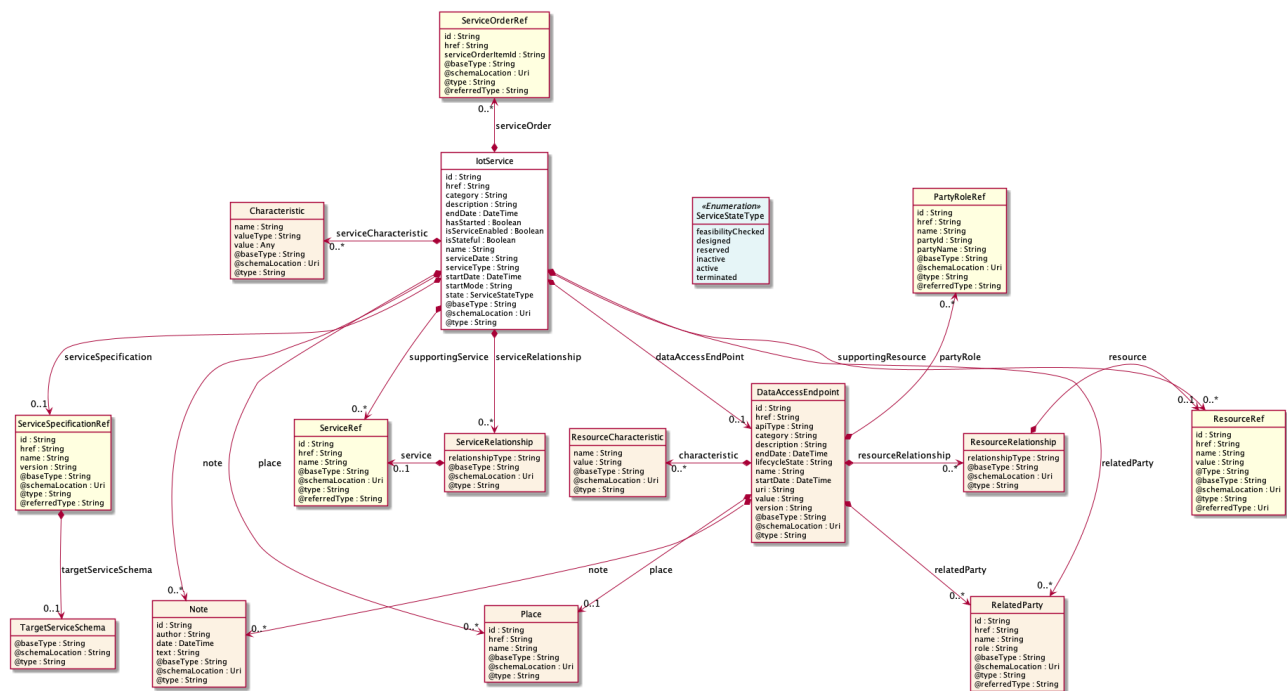 ServiceOrderRef
id : String
href : String
serviceOrderItemId : String
@baseType : String
@schemaLocation : Uri
@type : String
@referredType : String
0..*
serviceOrder
IotService
id : String
href : String
category : String
description : String
endDate : DateTime
hasStarted : Boolean
isServiceEnabled : Boolean
isStateful : Boolean
name : String
serviceDate : String
serviceType : String
startDate : DateTime
startMode : String
state : ServiceStateType
@baseType : String
@schemaLocation : Uri
@type : String
Characteristic
name : String
valueType : String
value : Any
@baseType : String
@schemaLocation : Uri
@type : String
serviceCharacteristic
0..*
«Enumeration»
ServiceStateType
feasibilityChecked
designed
reserved
inactive
active
terminated
PartyRoleRef
id : String
href : String
name : String
partyId : String
partyName : String
@baseType : String
@schemaLocation : Uri
@type : String
@referredType : String
0..*
serviceSpecification
supportingService
serviceRelationship
dataAccessEndPoint
supportingResource
partyRole
resource
0..1
0..*
0..*
0..1
0..1
0..*
ServiceSpecificationRef
id : String
href : String
name : String
version : String
@baseType : String
@schemaLocation : Uri
@type : String
@referredType : String
ServiceRef
id : String
href : String
name : String
@baseType : String
@schemaLocation : Uri
@type : String
@referredType : String
service
0..1
ServiceRelationship
relationshipType : String
@baseType : String
@schemaLocation : Uri
@type : String
ResourceCharacteristic
name : String
value : String
@baseType : String
@schemaLocation : Uri
@type : String
characteristic
0..*
DataAccessEndpoint
id : String
href : String
apiType : String
category : String
description : String
endDate : DateTime
lifecycleState : String
name : String
startDate : DateTime
uri : String
value : String
version : String
@baseType : String
@schemaLocation : Uri
@type : String
resourceRelationship
0..*
ResourceRelationship
relationshipType : String
@baseType : String
@schemaLocation : Uri
@type : String
ResourceRef
id : String
href : String
name : String
value : String
@Type : String
@baseType : String
@schemaLocation : Uri
@type : String
@referredType : Uri
note
place
relatedParty
targetServiceSchema
note
place
relatedParty
0..1
0..*
0..*
0..*
0..1
0..*
0..*
TargetServiceSchema
@baseType : String
@schemaLocation : String
@type : String
Note
id : String
author : String
date : DateTime
text : String
@baseType : String
@schemaLocation : Uri
@type : String
Place
id : String
href : String
name : String
@baseType : String
@schemaLocation : Uri
@type : String
RelatedParty
id : String
href : String
name : String
role : String
@baseType : String
@schemaLocation : Uri
@type : String
@referredType : String